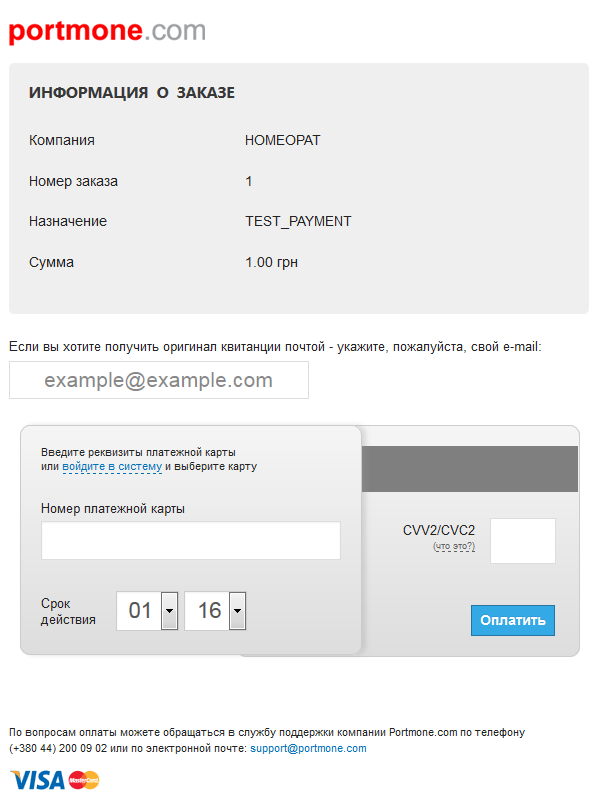 portmone.com
ИНФОРМАЦИЯ О ЗАКАЗЕ
Компания HOMEOPAT
Номер заказа 1
Назначение TEST_PAYMENT
Сумма 1.00 грн
Если вы хотите получить оригинал квитанции почтой - укажите, пожалуйста, свой e-mail:
example@example.com
Введите реквизиты платежной карты
или войдите в систему и выберите карту
Номер платежной карты
CVV2/CVC2
(что это?)
Срок
действия
01 16
Оплатить
По вопросам оплаты можете обращаться в службу поддержки компании Portmone.com по телефону
(+380 44) 200 09 02 или по электронной почте: support@portmone.com
VISA MasterCard